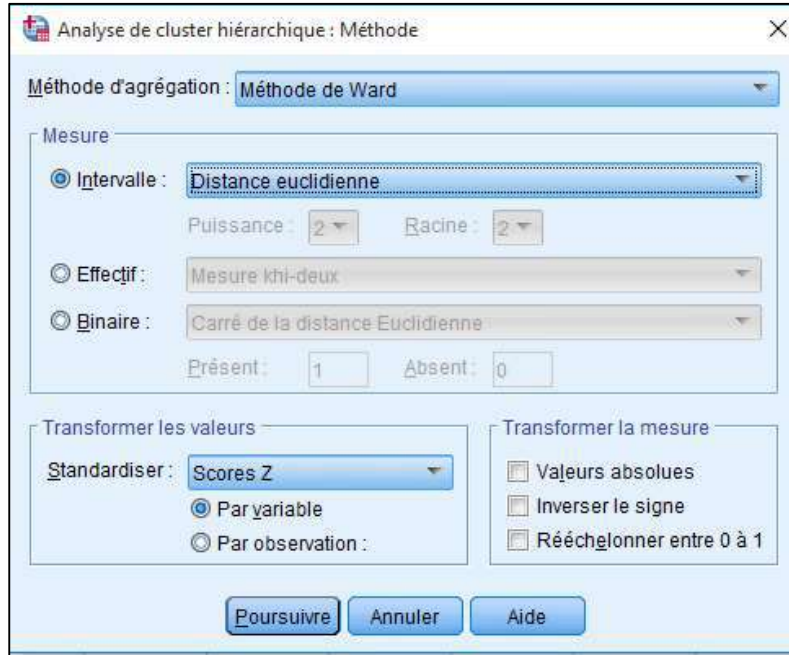 Analyse de cluster hiérarchique : Méthode
Méthode d'agrégation : Méthode de Ward
Mesure
Intervalle : Distance euclidienne
Puissance : 2 Racine : 2
Effectif : Mesure khi-deux
Binaire : Carré de la distance Euclidienne
Présent : 1 Absent : 0
Transformer les valeurs
Standardiser : Scores Z
Par variable
Par observation :
Transformer la mesure
Valeurs absolues
Inverser le signe
Rééchelonner entre 0 à 1
Poursuivre Annuler Aide